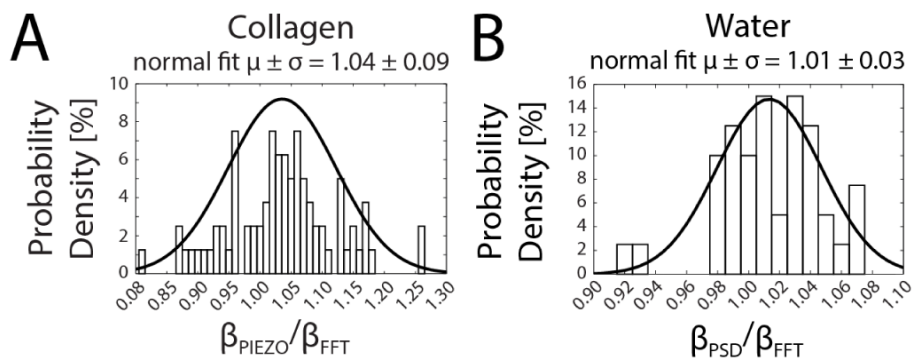 A
Collagen
normal fit μ ± σ = 1.04 ± 0.09
Probability
Density [%]
10
8
6
4
2
0
0.08 0.85 0.90 0.95 1.00 1.05 1.10 1.15 1.20 1.25 1.30
βPIEZO/βFFT
B
Water
normal fit μ ± σ = 1.01 ± 0.03
Probability
Density [%]
16
14
12
10
8
6
4
2
0
0.90 0.92 0.94 0.96 0.98 1.00 1.02 1.04 1.06 1.08 1.10
βPSD/βFFT